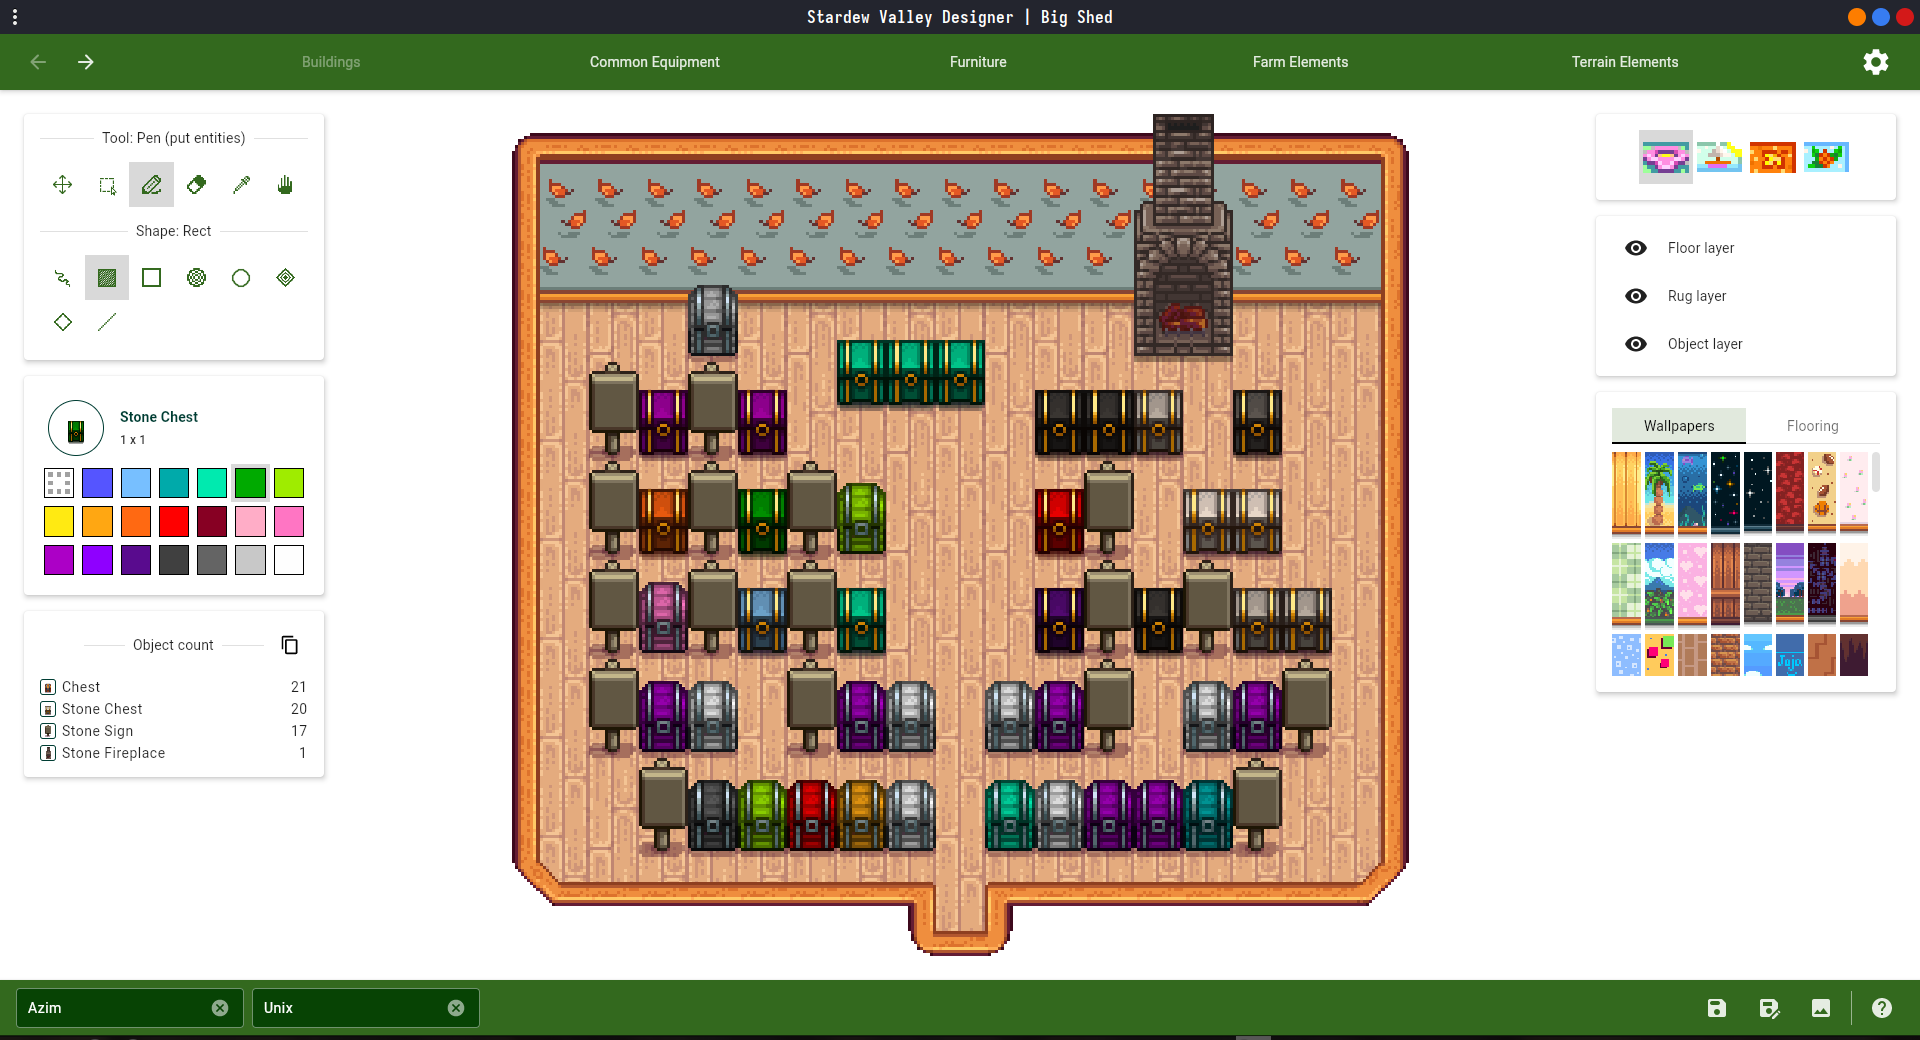 Stardew Valley Designer | Big Shed
Buildings
Common Equipment
Furniture
Farm Elements
Terrain Elements
Tool: Pen (put entities)
Shape: Rect
Stone Chest
1 x 1
Object count
Chest 21
Stone Chest 20
Stone Sign 17
Stone Fireplace 1
Floor layer
Rug layer
Object layer
Wallpapers
Flooring
Joja
Azim
Unix